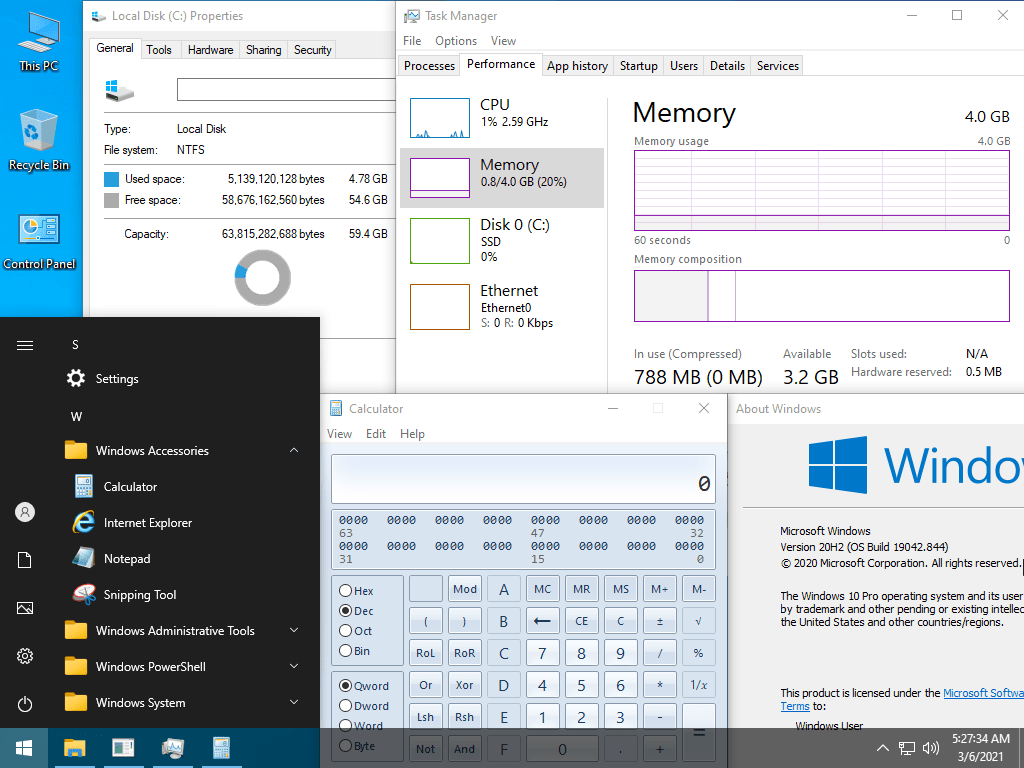 This PC
Recycle Bin
Control Panel
Local Disk (C:) Properties
General Tools Hardware Sharing Security
Type: Local Disk
File system: NTFS
Used space: 5,139,120,128 bytes 4.78 GB
Free space: 58,676,162,560 bytes 54.6 GB
Capacity: 63,815,282,688 bytes 59.4 GB
Task Manager
File Options View
Processes Performance App history Startup Users Details Services
CPU
1% 2.59 GHz
Memory
0.8/4.0 GB (20%)
Disk 0 (C:)
SSD
0%
Ethernet
Ethernet0
S: 0 R: 0 Kbps
Memory 4.0 GB
Memory usage 4.0 GB
60 seconds 0
Memory composition
In use (Compressed) Available Slots used: N/A
788 MB (0 MB) 3.2 GB Hardware reserved: 0.5 MB
S
Settings
W
Windows Accessories
Calculator
Internet Explorer
Notepad
Snipping Tool
Windows Administrative Tools
Windows PowerShell
Windows System
Calculator
View Edit Help
0
0000 0000 0000 0000 0000 0000 0000 0000
63 47 32
0000 0000 0000 0000 0000 0000 0000 0000
31 15 0
Hex
Dec
Oct
Bin
Qword
Dword
Word
Byte
Mod A MC MR MS M+ M-
( ) B ← CE C ± √
RoL RoR C 7 8 9 / %
Or Xor D 4 5 6 * 1/x
Lsh Rsh E 1 2 3 - =
Not And F 0 . +
About Windows
Windo
Microsoft Windows
Version 20H2 (OS Build 19042.844)
© 2020 Microsoft Corporation. All rights reserved.
The Windows 10 Pro operating system and its user
by trademark and other pending or existing intellec
the United States and other countries/regions.
This product is licensed under the Microsoft Softwa
Terms to:
Windows User
5:27:34 AM
3/6/2021